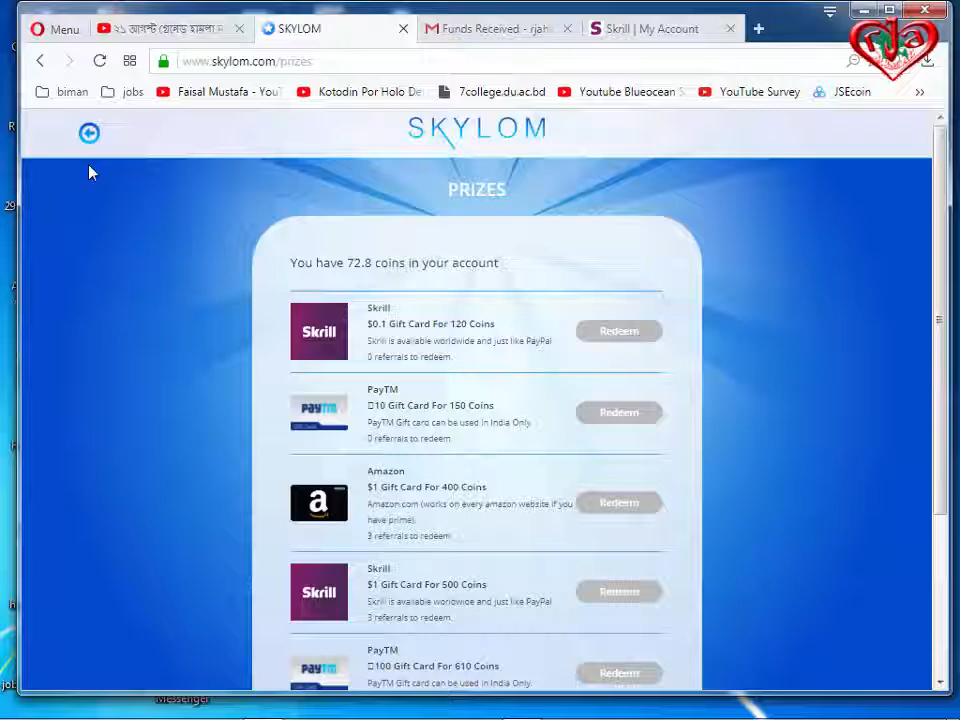 Menu
২১ আগস্ট গ্রেনেড হামলা
SKYLOM
Funds Received - rjah
Skrill | My Account
www.skylom.com/prizes
biman
jobs
Faisal Mustafa - YouT
Kotodin Por Holo De
7college.du.ac.bd
Youtube Blueocean S
YouTube Survey
JSEcoin
»
SKYLOM
PRIZES
You have 72.8 coins in your account
Skrill
Skrill
$0.1 Gift Card For 120 Coins
Skrill is available worldwide and just like PayPal
0 referrals to redeem.
Redeem
PayTM
paytm
10 Gift Card For 150 Coins
PayTM Gift card can be used in India Only.
0 referrals to redeem.
Redeem
Amazon
a
$1 Gift Card For 400 Coins
Amazon.com (works on every amazon website if you
have prime).
3 referrals to redeem.
Redeem
Skrill
Skrill
$1 Gift Card For 500 Coins
Skrill is available worldwide and just like PayPal
3 referrals to redeem.
Redeem
PayTM
paytm
100 Gift Card For 610 Coins
PayTM Gift card can be used in India Only.
Redeem
29
Messenger